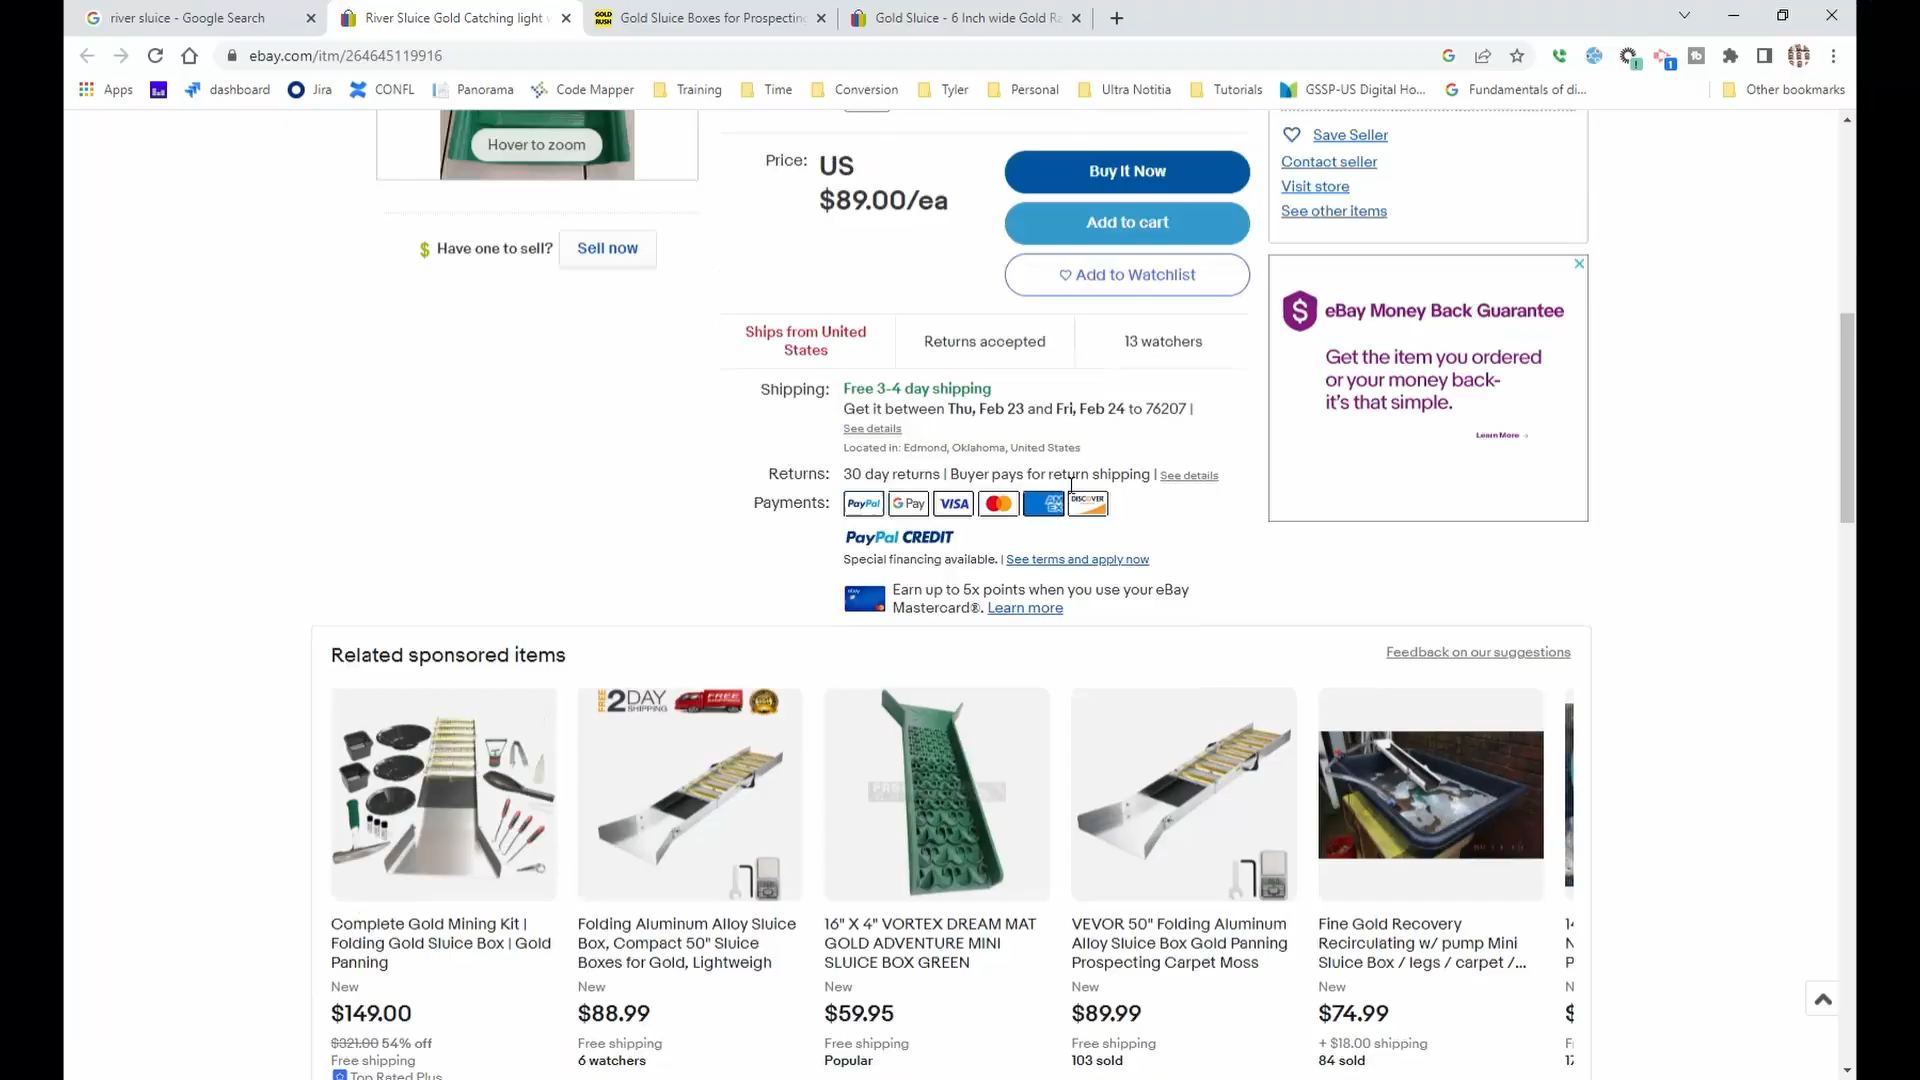 river sluice - Google Search
River Sluice Gold Catching light w
GOLD RUSH
Gold Sluice Boxes for Prospecting
Gold Sluice - 6 Inch wide Gold Ra
ebay.com/itm/264645119916
Apps
dashboard
Jira
CONFL
Panorama
Code Mapper
Training
Time
Conversion
Tyler
Personal
Ultra Notitia
Tutorials
GSSP-US Digital Ho...
Fundamentals of di...
Other bookmarks
Hover to zoom
$ Have one to sell?
Sell now
Price:
US
$89.00/ea
Buy It Now
Add to cart
Add to Watchlist
Ships from United
States
Returns accepted
13 watchers
Shipping:
Free 3-4 day shipping
Get it between Thu, Feb 23 and Fri, Feb 24 to 76207 |
See details
Located in: Edmond, Oklahoma, United States
Returns:
30 day returns | Buyer pays for return shipping | See details
Payments:
PayPal
G Pay
VISA
AM EX
DISCOVER
PayPal CREDIT
Special financing available. | See terms and apply now
Earn up to 5x points when you use your eBay
Mastercard®. Learn more
Save Seller
Contact seller
Visit store
See other items
eBay Money Back Guarantee
Get the item you ordered
or your money back-
it's that simple.
Learn More
Related sponsored items
Feedback on our suggestions
FREE 2DAY
SHIPPING
Complete Gold Mining Kit |
Folding Gold Sluice Box | Gold
Panning
New
$149.00
$321.00 54% off
Free shipping
Top Rated Plus
Folding Aluminum Alloy Sluice
Box, Compact 50" Sluice
Boxes for Gold, Lightweigh
New
$88.99
Free shipping
6 watchers
16" X 4" VORTEX DREAM MAT
GOLD ADVENTURE MINI
SLUICE BOX GREEN
New
$59.95
Free shipping
Popular
VEVOR 50" Folding Aluminum
Alloy Sluice Box Gold Panning
Prospecting Carpet Moss
New
$89.99
Free shipping
103 sold
Fine Gold Recovery
Recirculating w/ pump Mini
Sluice Box / legs / carpet /...
New
$74.99
+ $18.00 shipping
84 sold